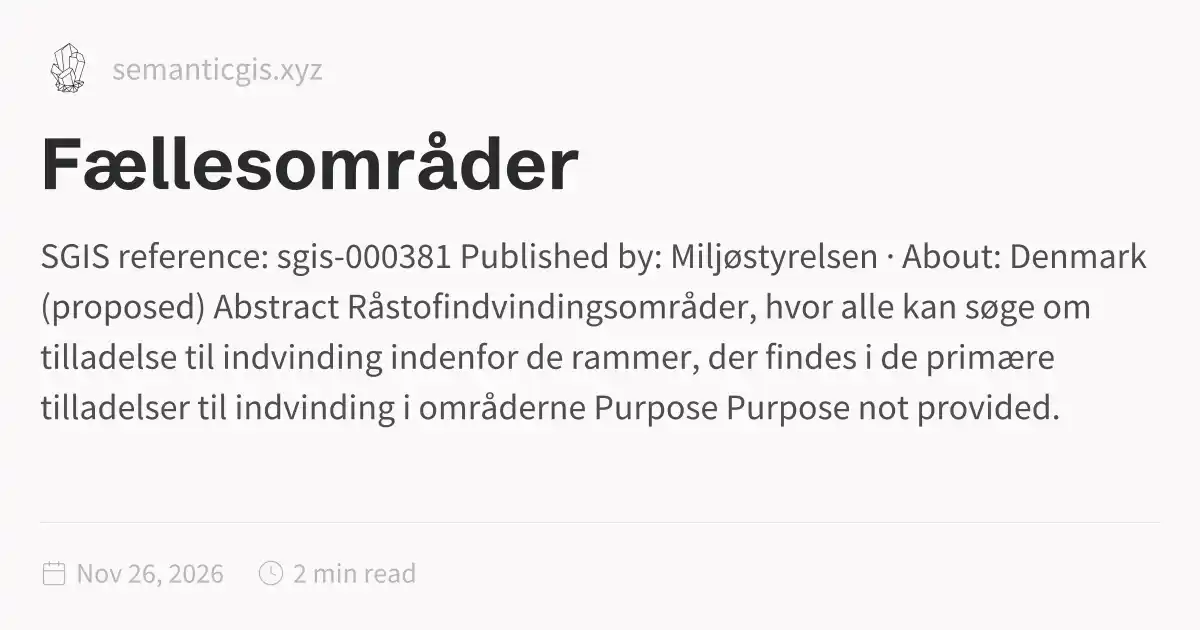 semanticgis.xyz
Fællesområder
SGIS reference: sgis-000381 Published by: Miljøstyrelsen · About: Denmark
(proposed) Abstract Råstofindvindingsområder, hvor alle kan søge om
tilladelse til indvinding indenfor de rammer, der findes i de primære
tilladelser til indvinding i områderne Purpose Purpose not provided.
Nov 26, 2026 2 min read